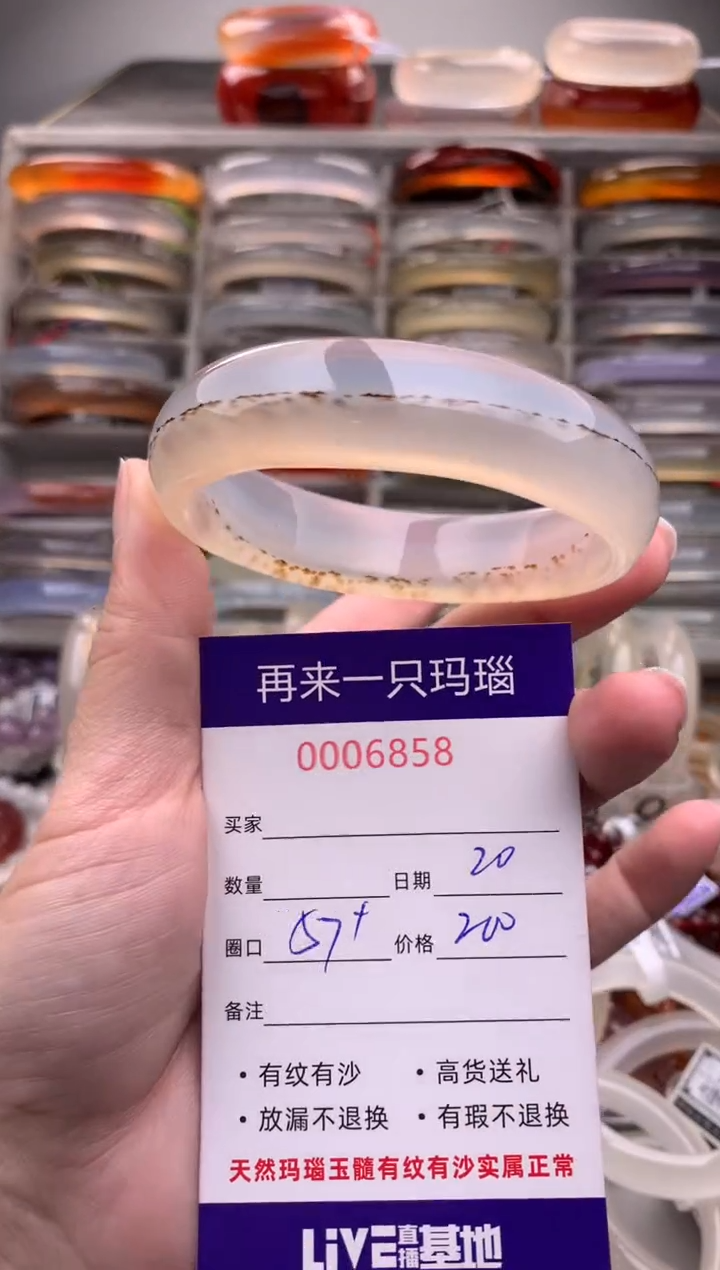 再来一只玛瑙
0006858
买家
数量 日期 20
圈口 57+ 价格 200
备注
·有纹有沙 ·高货送礼
·放漏不退换 ·有瑕不退换
天然玛瑙玉髓有纹有沙实属正常
LiVE直播基地